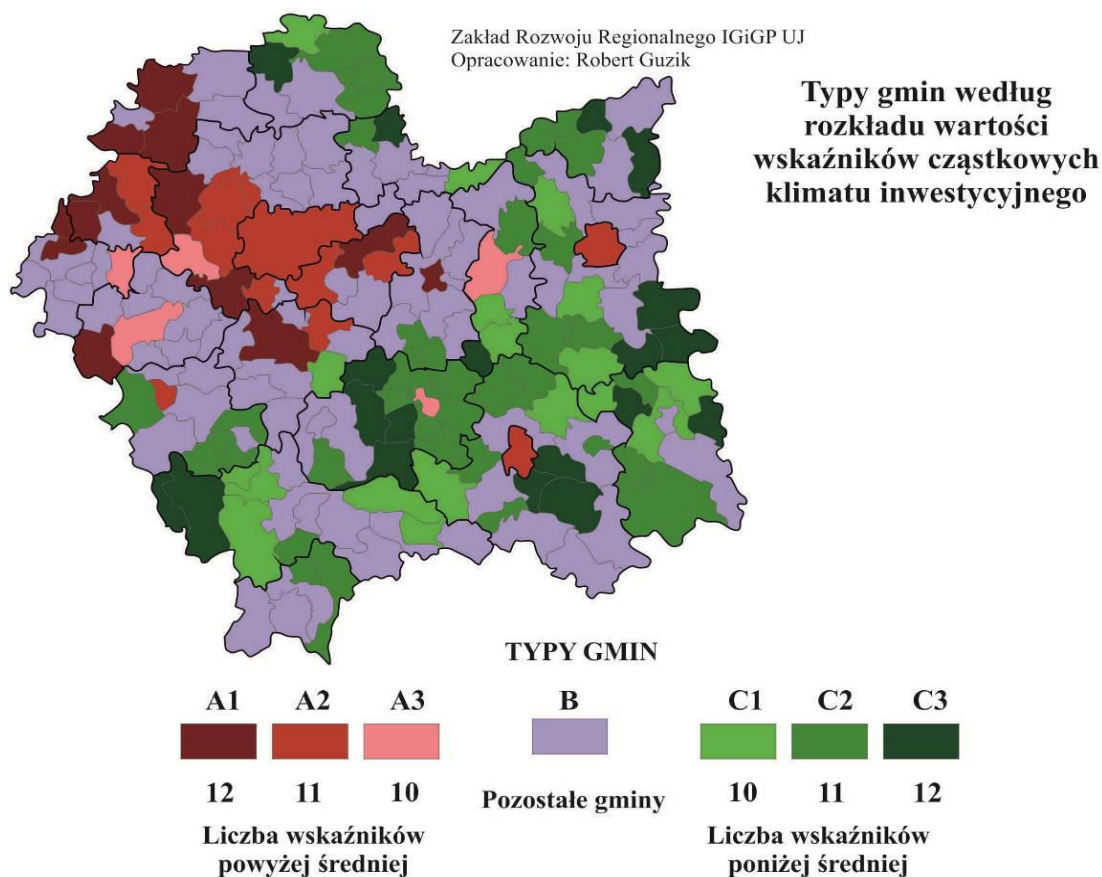 Zakład Rozwoju Regionalnego IGiGP UJ
Opracowanie: Robert Guzik
Typy gmin według
rozkładu wartości
wskaźników cząstkowych
klimatu inwestycyjnego
TYPY GMIN
A1 A2 A3 B C1 C2 C3
12 11 10 Pozostałe gminy 10 11 12
Liczba wskaźników
powyżej średniej
Liczba wskaźników
poniżej średniej